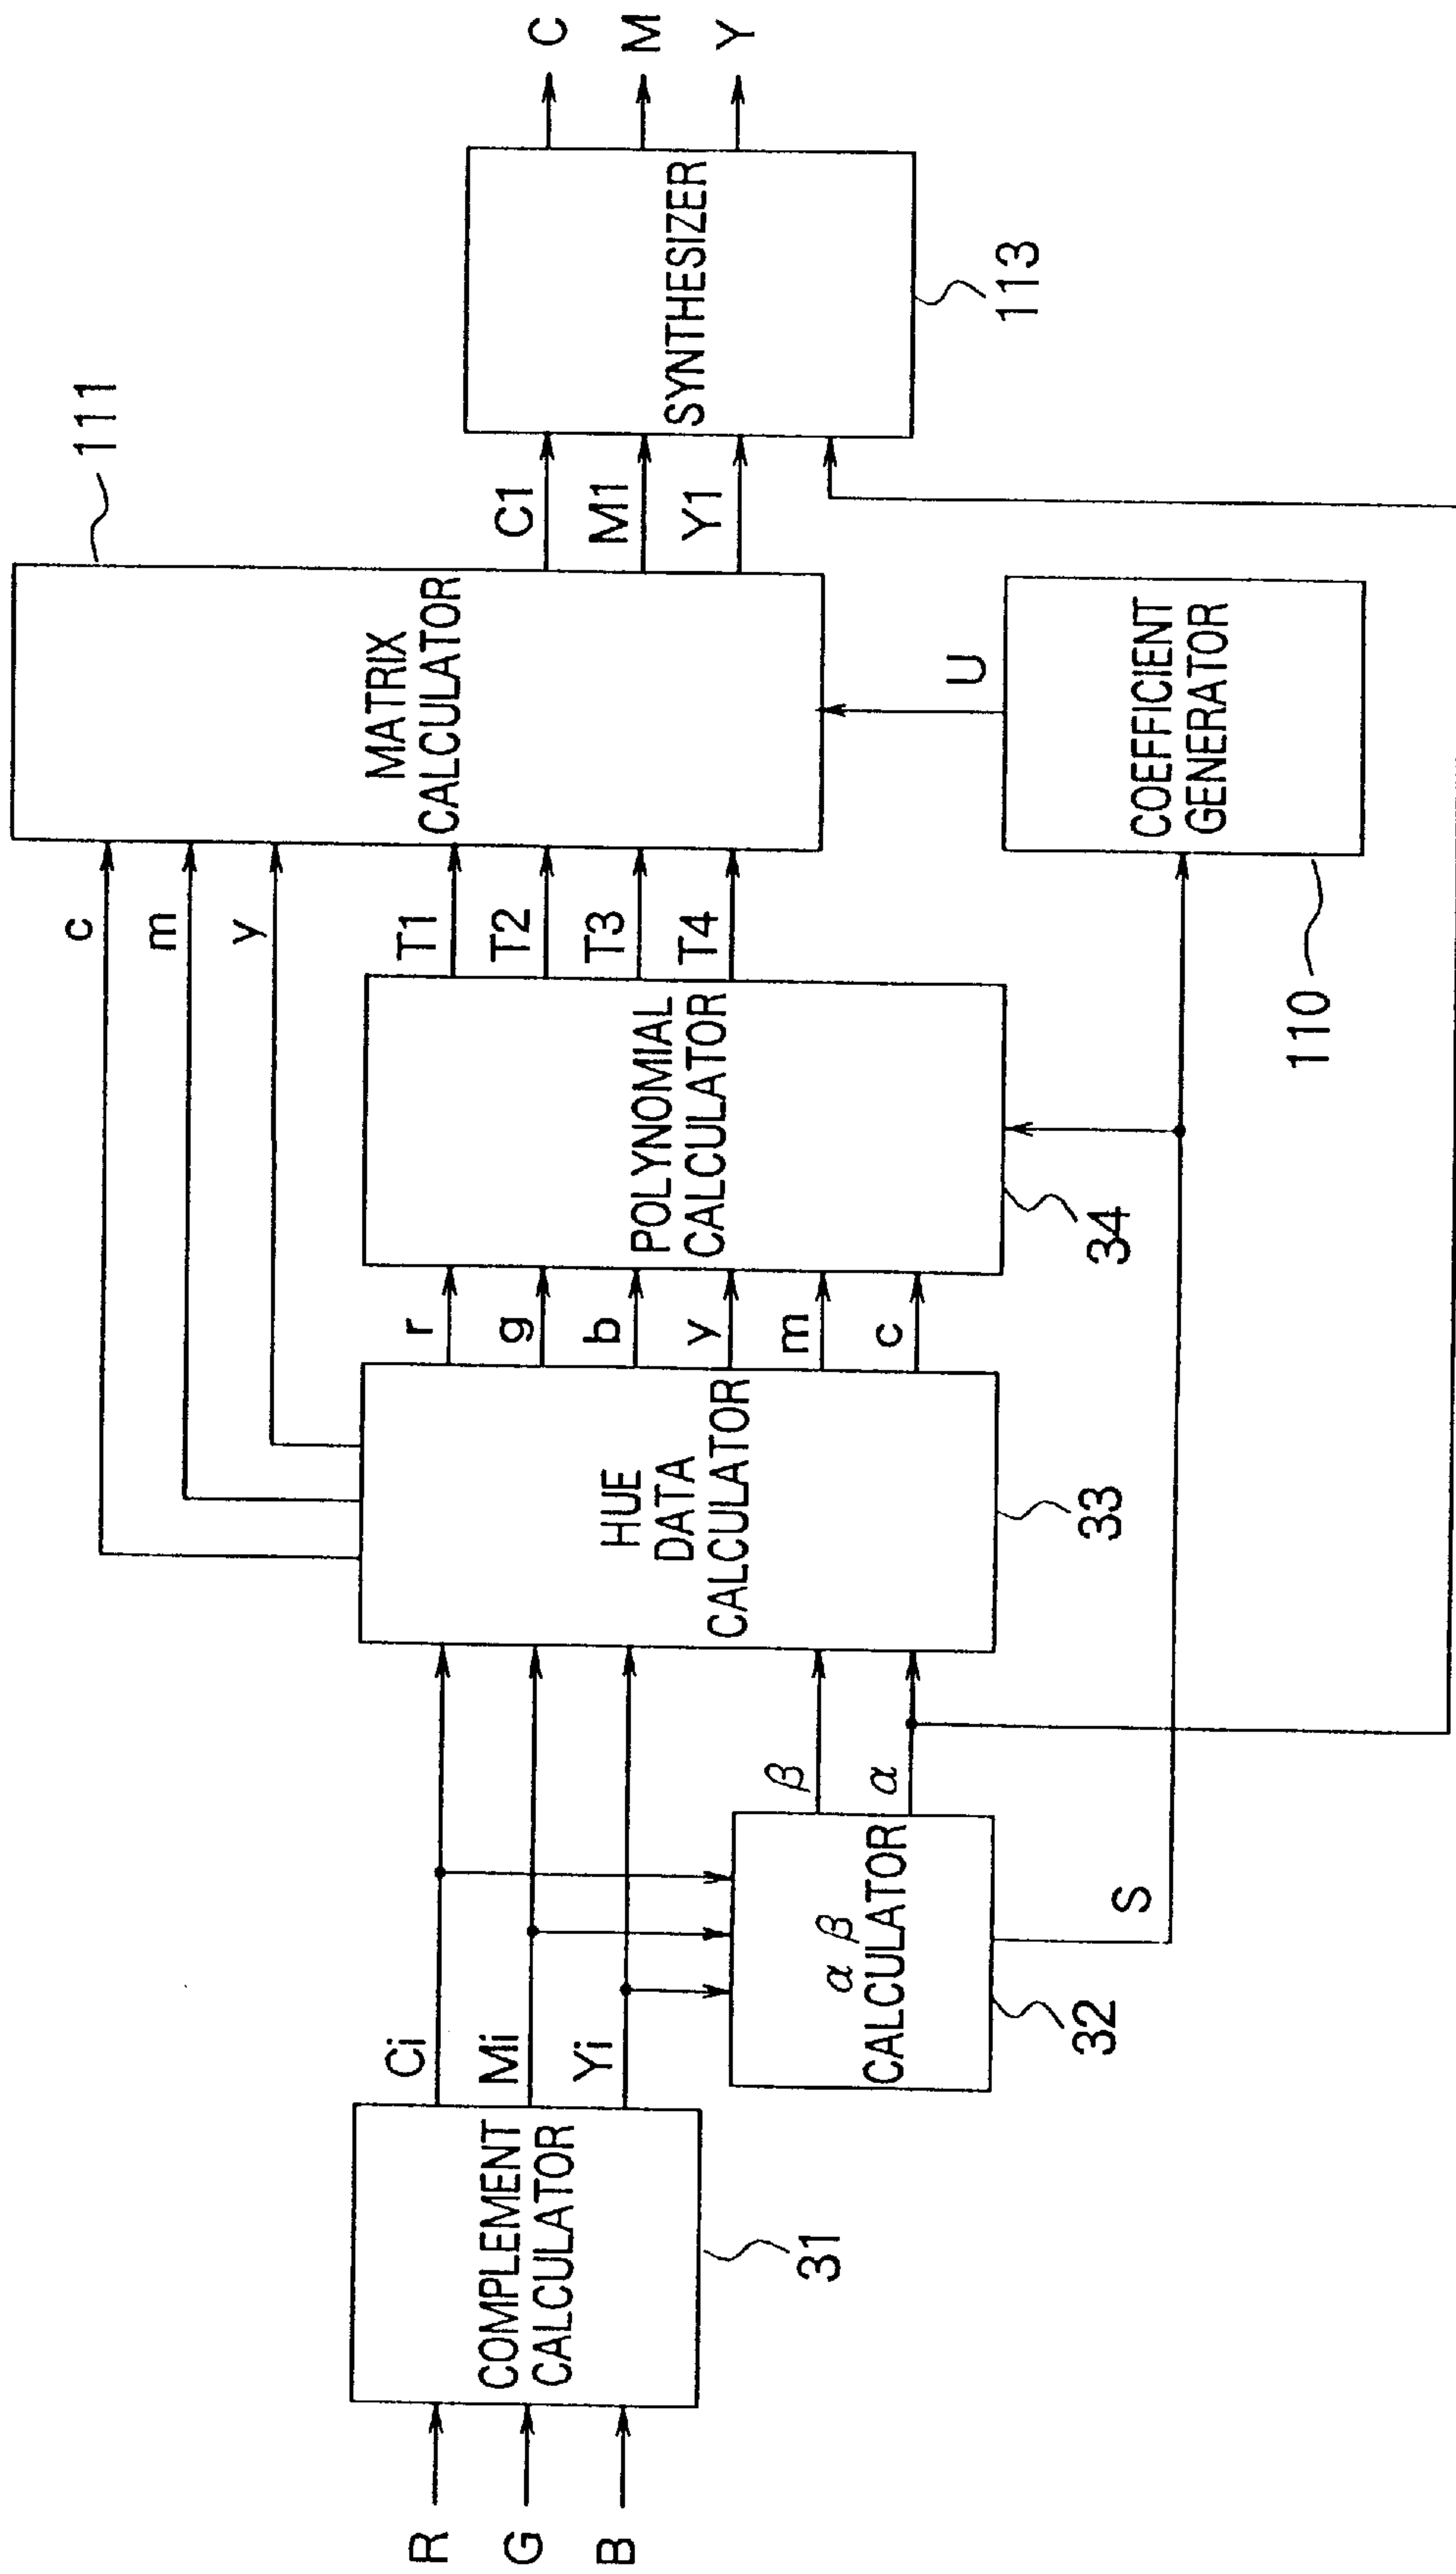 R
G
B
COMPLEMENT
CALCULATOR
31
Ci
Mi
Yi
α β
CALCULATOR
32
β
α
S
HUE
DATA
CALCULATOR
33
c
m
y
r
g
b
y
m
c
POLYNOMIAL
CALCULATOR
34
T1
T2
T3
T4
MATRIX
CALCULATOR
111
U
COEFFICIENT
GENERATOR
110
C1
M1
Y1
SYNTHESIZER
113
C
M
Y